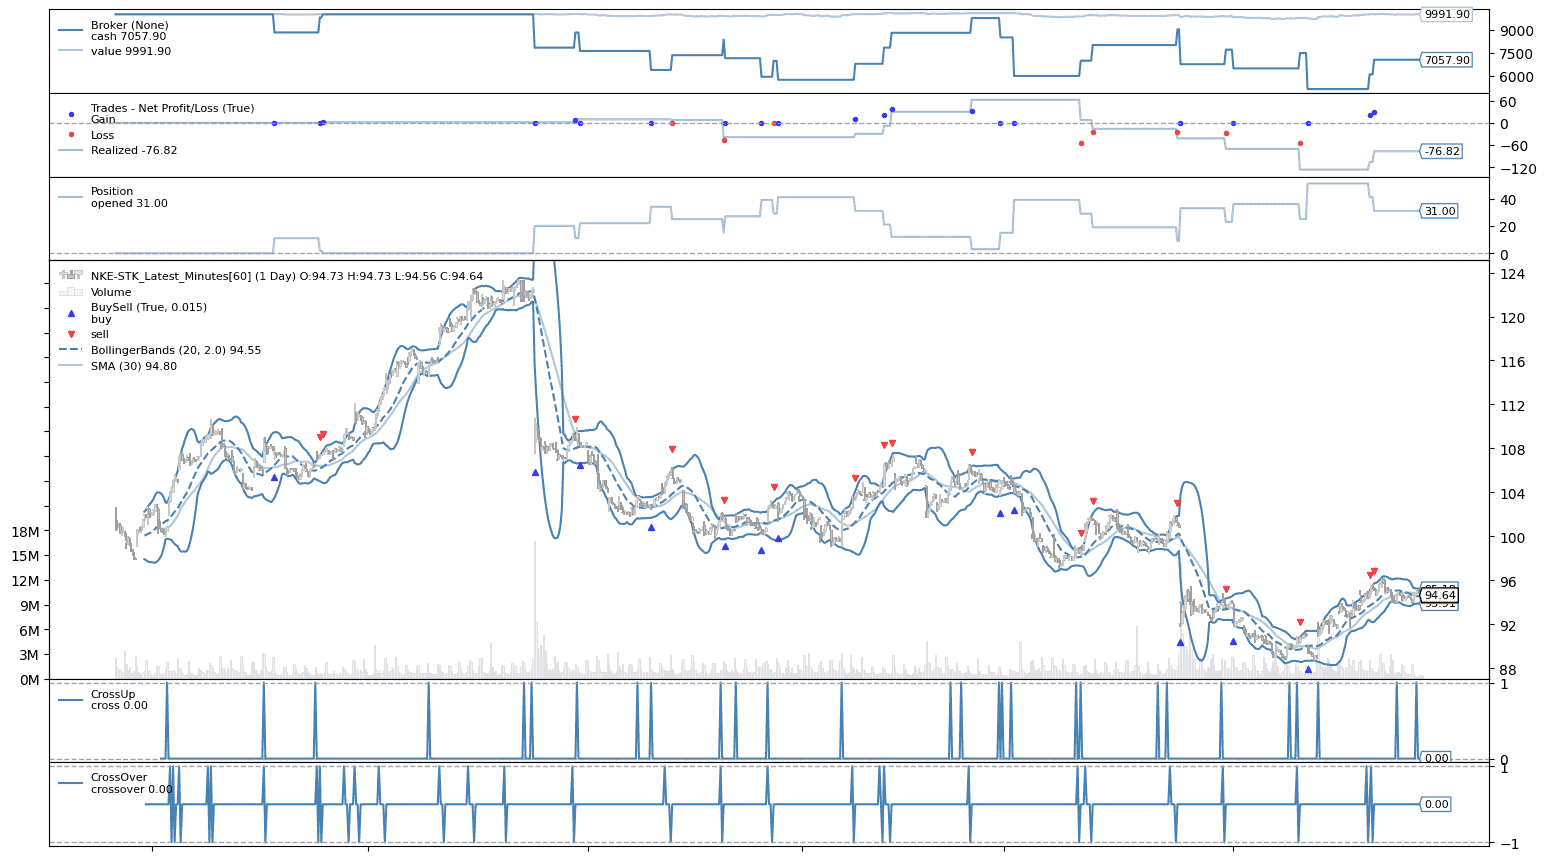 Broker (None)
cash 7057.90
value 9991.90
9991.90
9000
7500
7057.90
6000
Trades - Net Profit/Loss (True)
Gain
Loss
Realized -76.82
60
0
−60
-76.82
−120
Position
opened 31.00
40
31.00
20
0
NKE-STK_Latest_Minutes[60] (1 Day) O:94.73 H:94.73 L:94.56 C:94.64
Volume
BuySell (True, 0.015)
buy
sell
BollingerBands (20, 2.0) 94.55
SMA (30) 94.80
124
120
116
112
108
104
100
96
94.64
92
88
18M
15M
12M
9M
6M
3M
0M
CrossUp
cross 0.00
1
0.00
0
CrossOver
crossover 0.00
1
0.00
−1